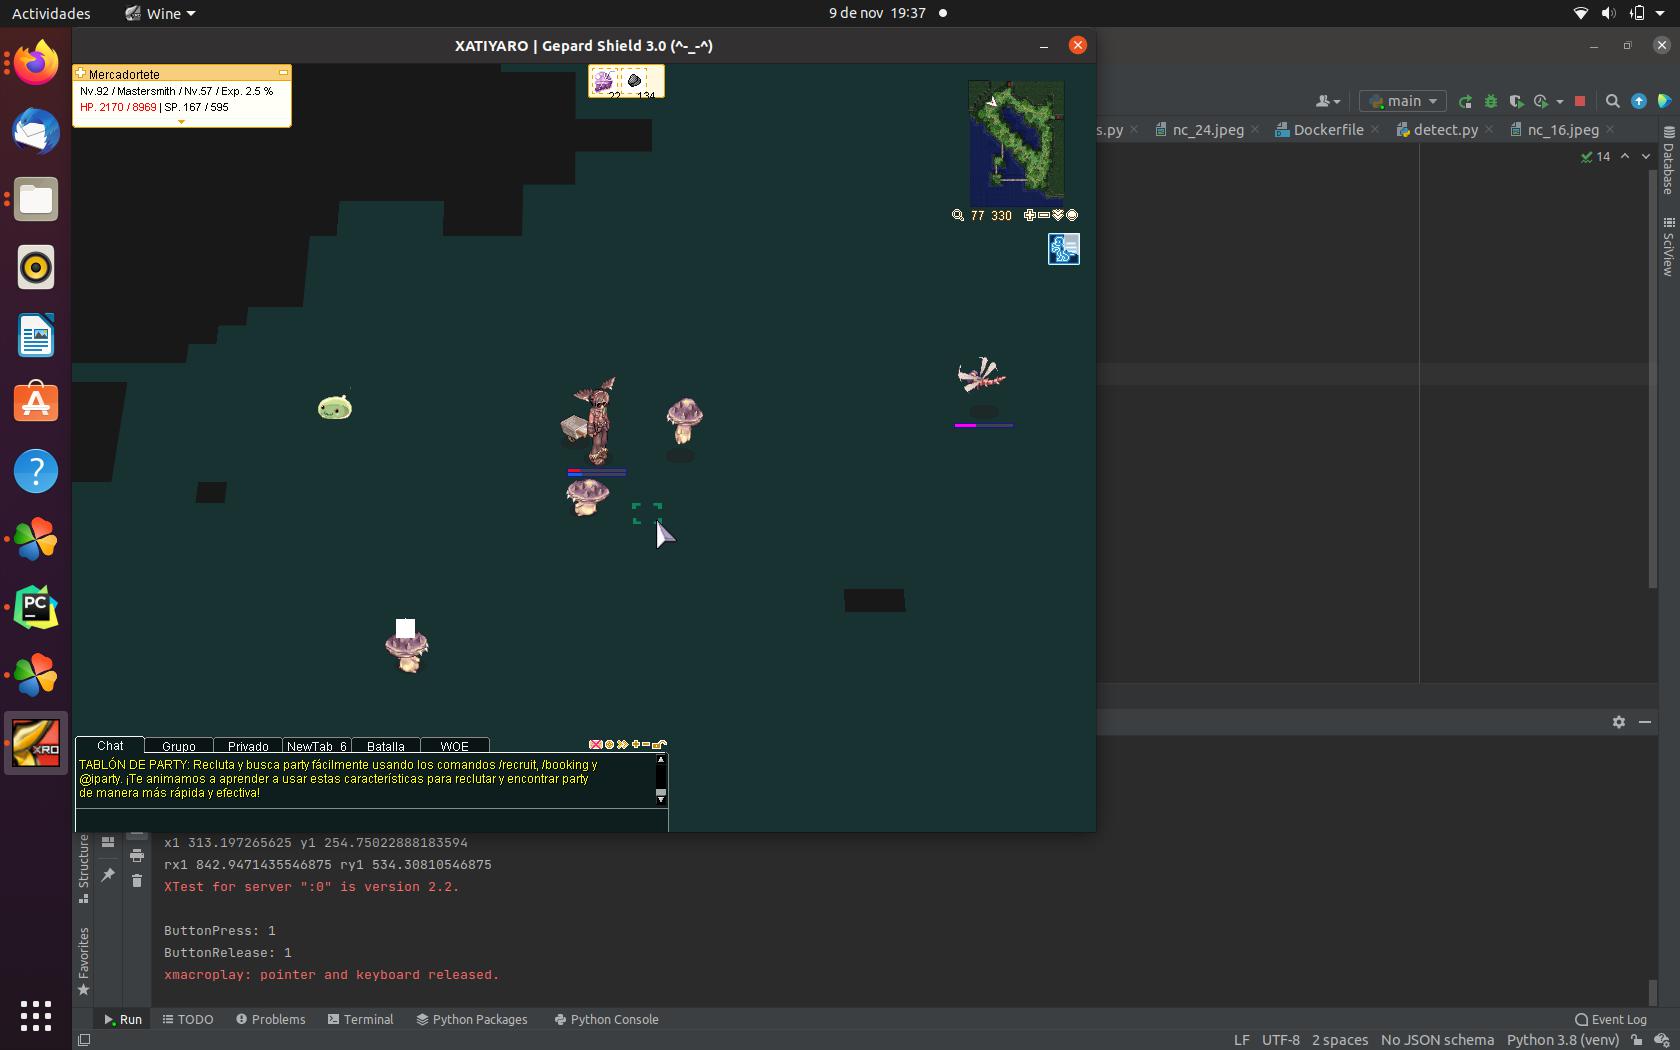 Actividades
Wine
9 de nov 19:37
XATIYARO | Gepard Shield 3.0 (^-_-^)
Mercadortete
Nv.92 / Mastersmith / Nv.57 / Exp. 2.5 %
HP. 2170 / 8969 | SP. 167 / 595
22 134
77 330
main
s.py
nc_24.jpeg
Dockerfile
detect.py
nc_16.jpeg
14
Database
SciView
PC
XRO
Chat
Grupo
Privado
NewTab_6
Batalla
WOE
TABLÓN DE PARTY: Recluta y busca party fácilmente usando los comandos /recruit, /booking y
@iparty. ¡Te animamos a aprender a usar estas características para reclutar y encontrar party
de manera más rápida y efectiva!
Structure
Favorites
x1 313.197265625 y1 254.75022888183594
rx1 842.9471435546875 ry1 534.30810546875
XTest for server ":0" is version 2.2.
ButtonPress: 1
ButtonRelease: 1
xmacroplay: pointer and keyboard released.
Run
TODO
Problems
Terminal
Python Packages
Python Console
Event Log
LF
UTF-8
2 spaces
No JSON schema
Python 3.8 (venv)